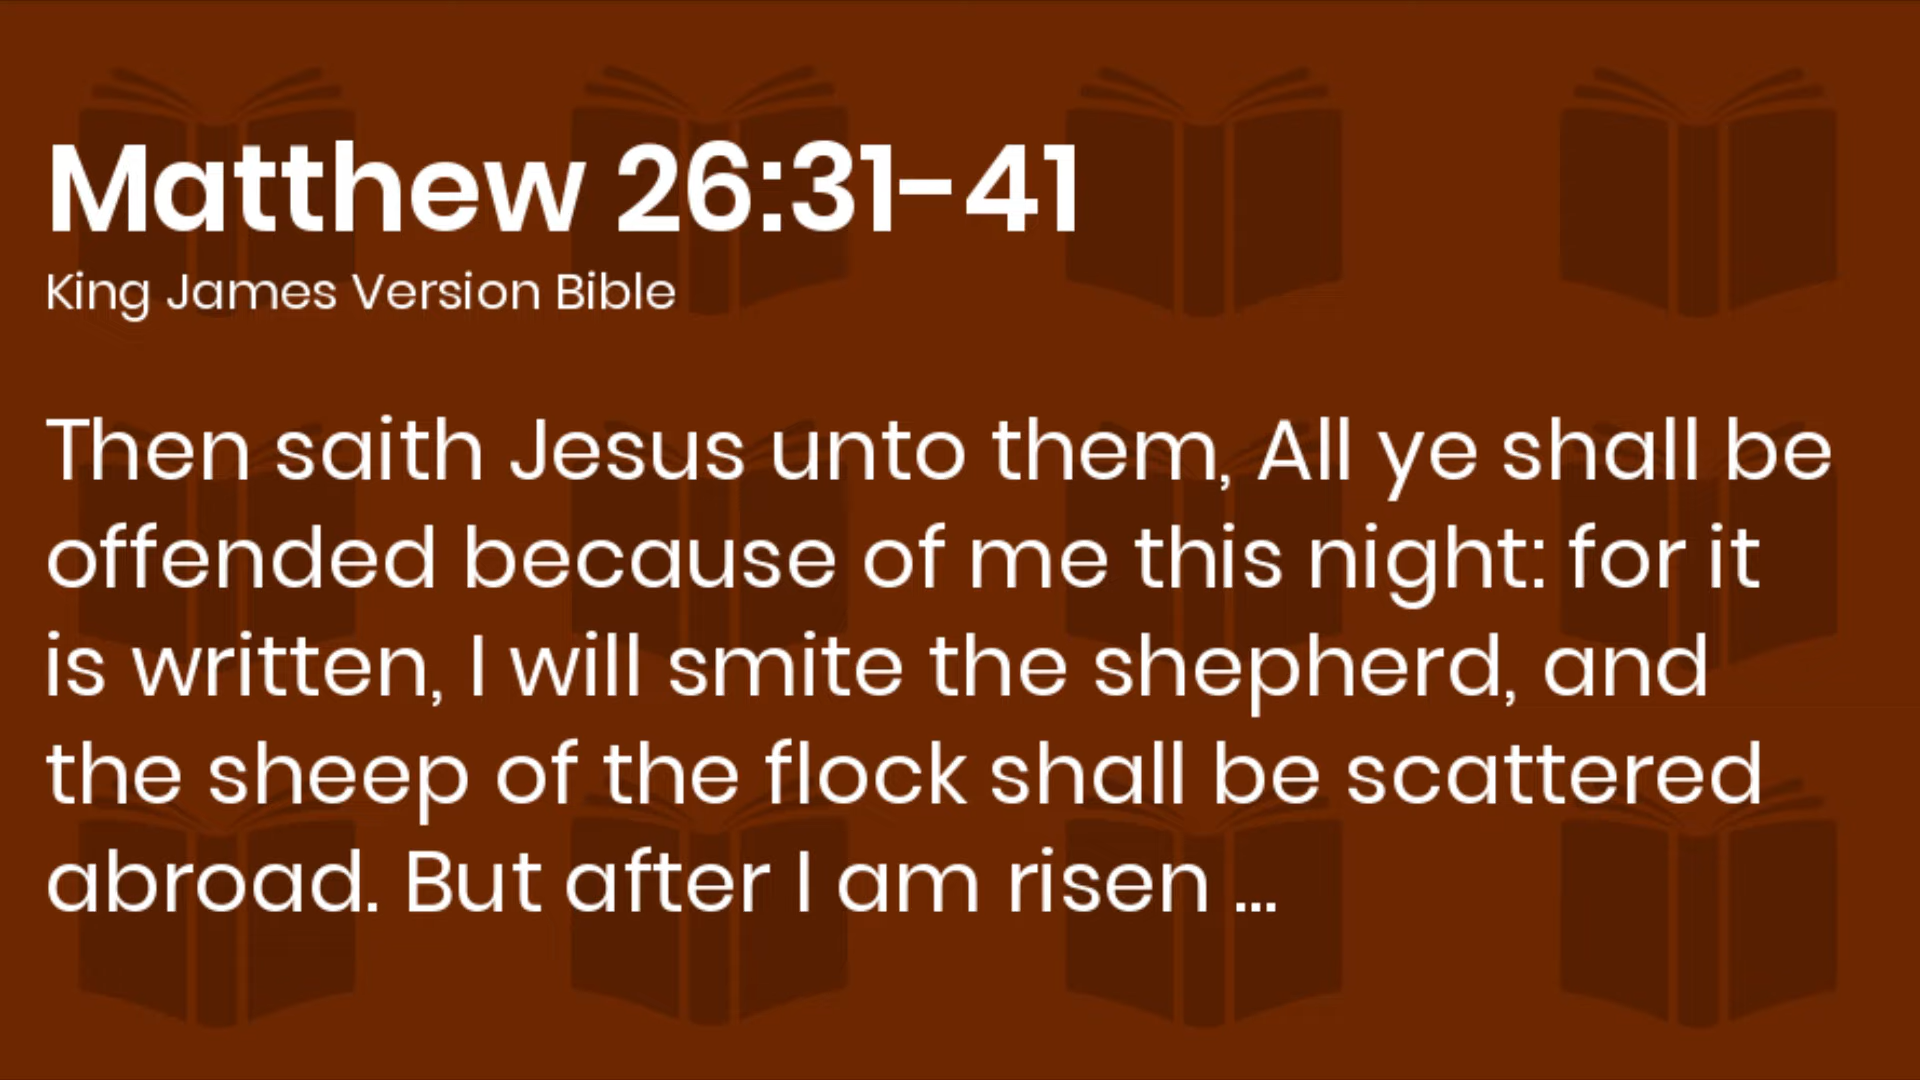 Matthew 26:31-41
King James Version Bible
Then saith Jesus unto them, All ye shall be
offended because of me this night: for it
is written, I will smite the shepherd, and
the sheep of the flock shall be scattered
abroad. But after I am risen ...